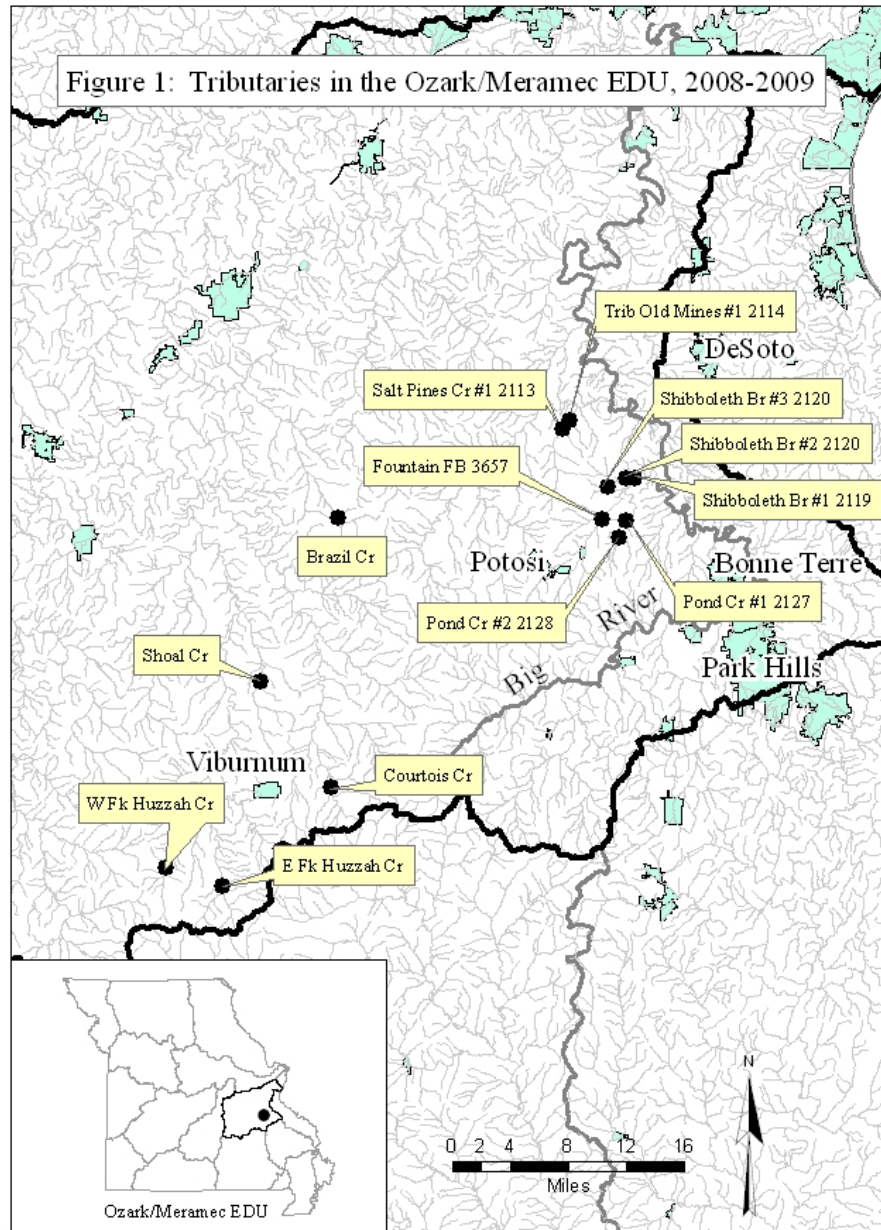 Figure 1: Tributaries in the Ozark/Meramec EDU, 2008-2009
Trib Old Mines #1 2114
DeSoto
Salt Pines Cr #1 2113
Shibboleth Br #3 2120
Shibboleth Br #2 2120
Fountain FB 3657
Shibboleth Br #1 2119
Brazil Cr
Potosi
Bonne Terre
Pond Cr #1 2127
Pond Cr #2 2128
River
Big
Shoal Cr
Park Hills
Viburnum
Courtois Cr
W Fk Huzzah Cr
E Fk Huzzah Cr
N
0 2 4 8 12 16
Miles
Ozark/Meramec EDU